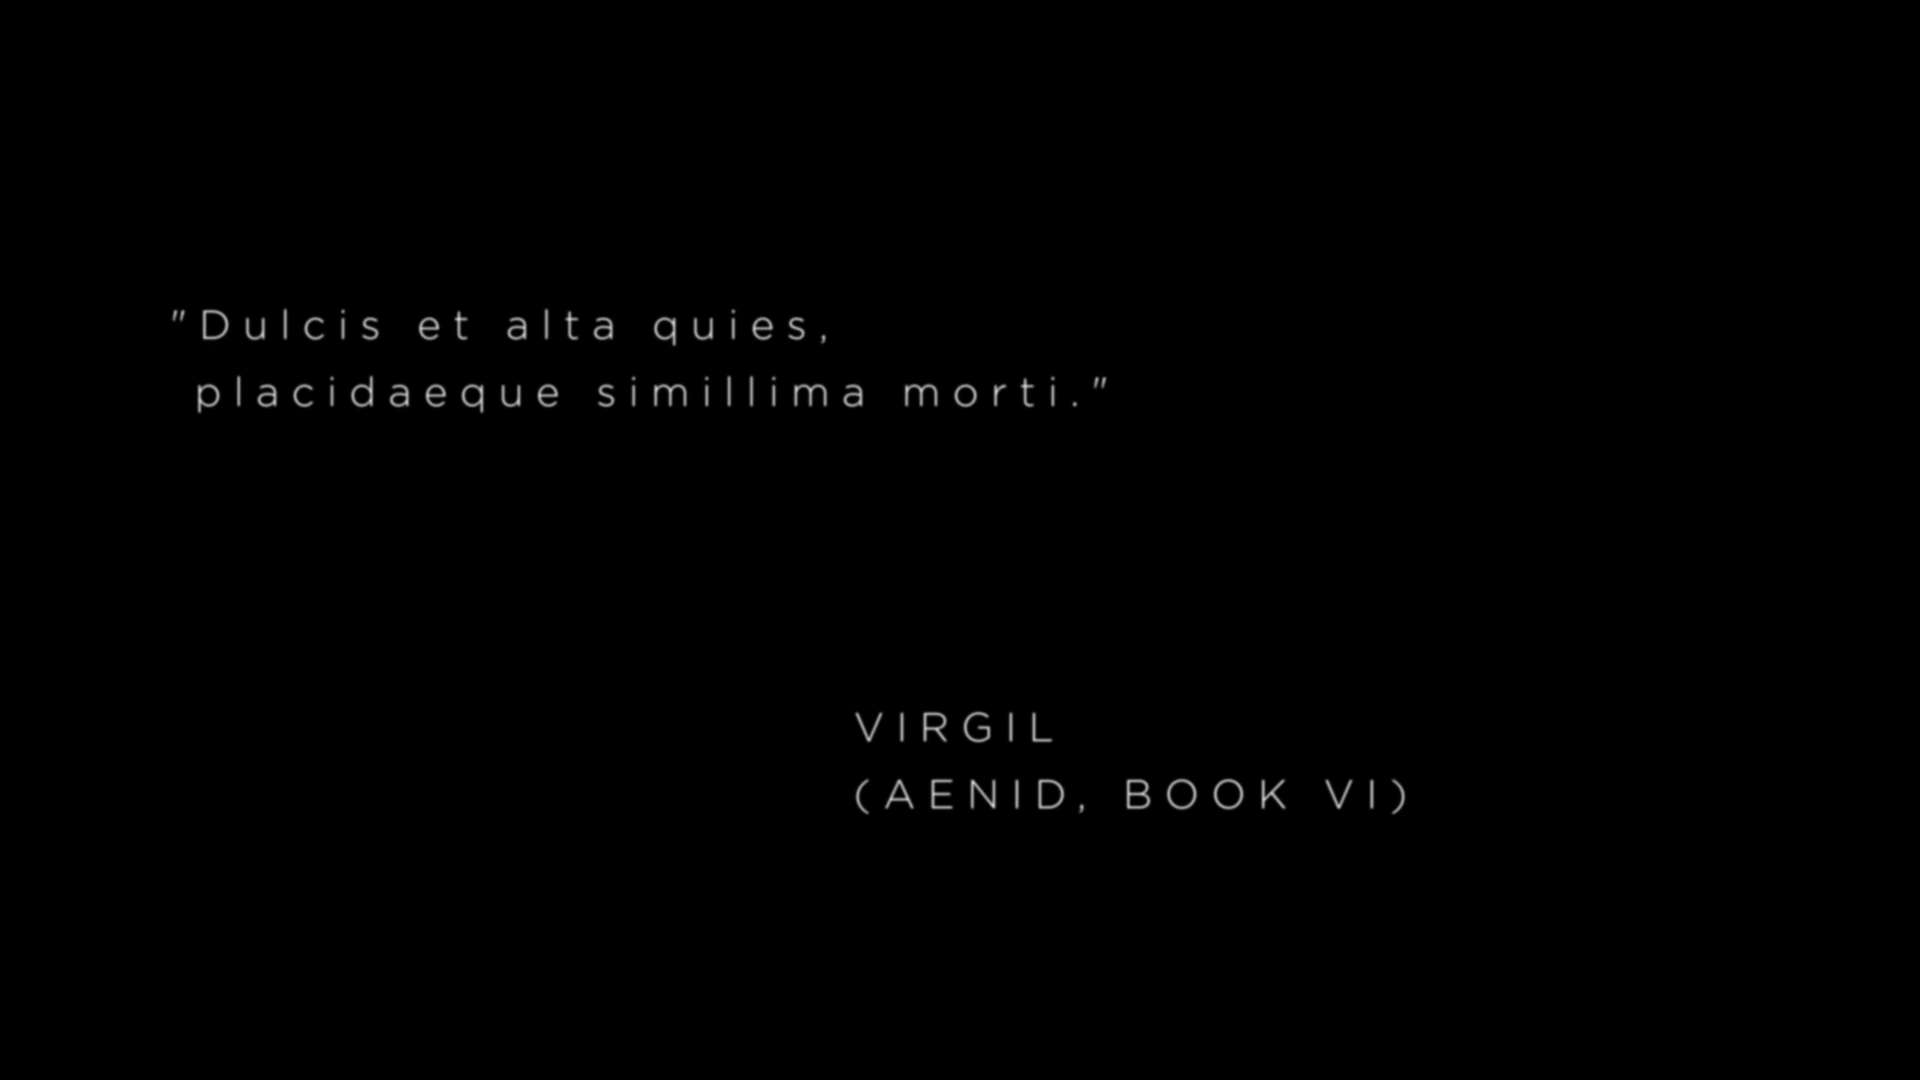 "Dulcis et alta quies,
placidaeque simillima morti."
VIRGIL
(AENID, BOOK VI)